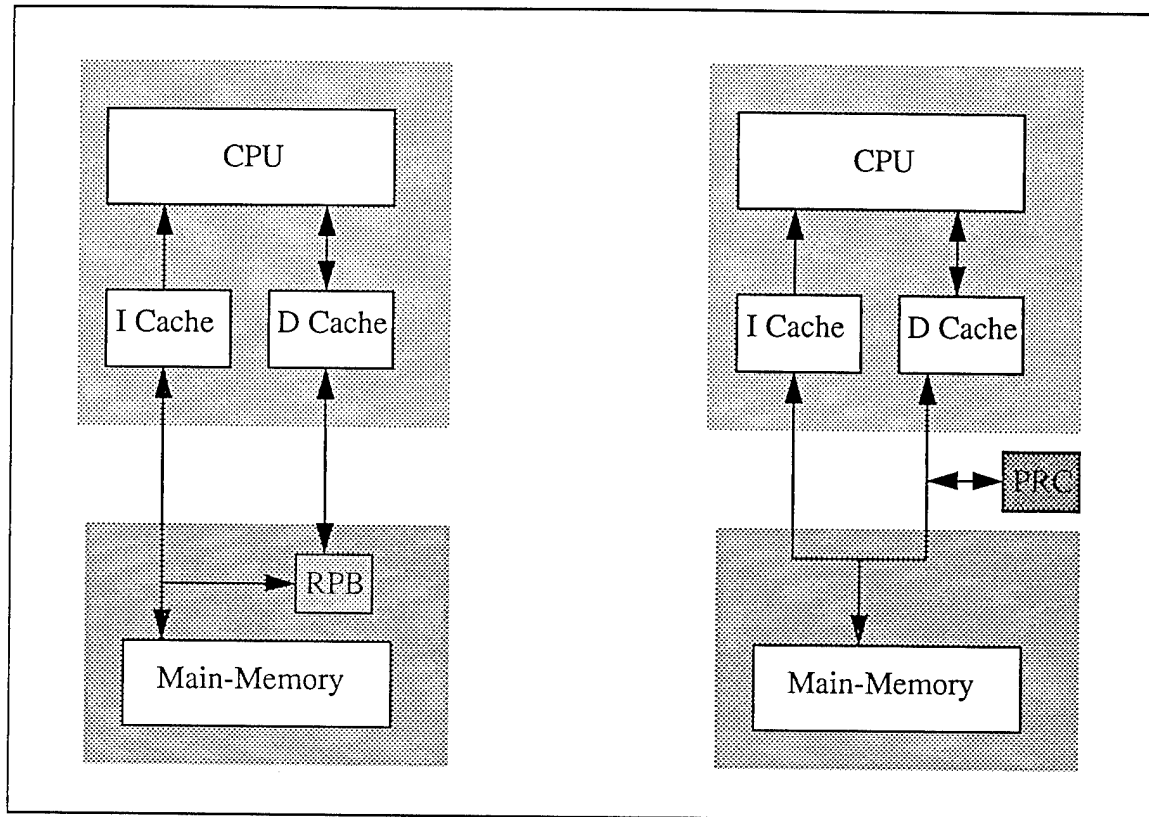 CPU
I Cache
D Cache
RPB
Main-Memory
CPU
I Cache
D Cache
PRC
Main-Memory